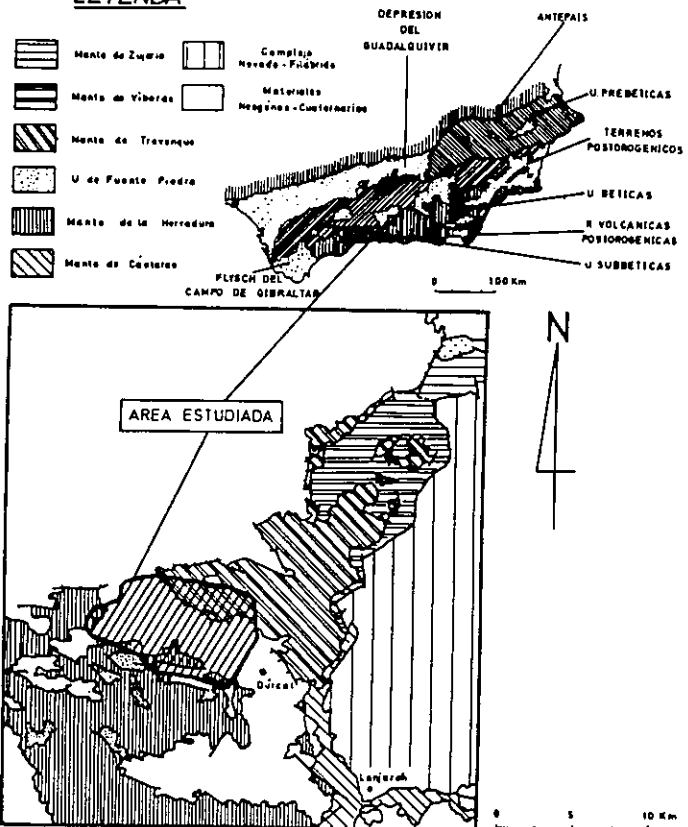 LEYENDA
Manto de Zujerio
Manto de Víboras
Manto de Trevenque
U de Fuente Piedra
Manto de la Herradura
Manto de Cástaras
Complejo
Nevado-Filábride
Materiales
Neógenos-Cuaternarios
DEPRESION
DEL
GUADALQUIVIR
ANTEPAIS
U. PREBETICAS
TERRENOS
POSTOROGENICOS
U BETICAS
R VOLCANICAS
POSTOROGENICAS
U SUBBETICAS
FLYSCH DEL
CAMPO DE GIBRALTAR
0 100 Km
N
AREA ESTUDIADA
Dúrcal
Lanjarón
0 5 10 Km